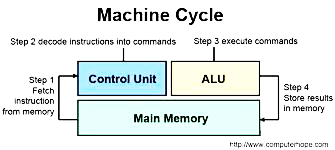 Machine Cycle
Step 2 decode instructions into commands
Step 3 execute commands
Control Unit
ALU
Step 1
Fetch
instruction
from memory
Step 4
Store results
in memory
Main Memory
http://www.computerhope.com